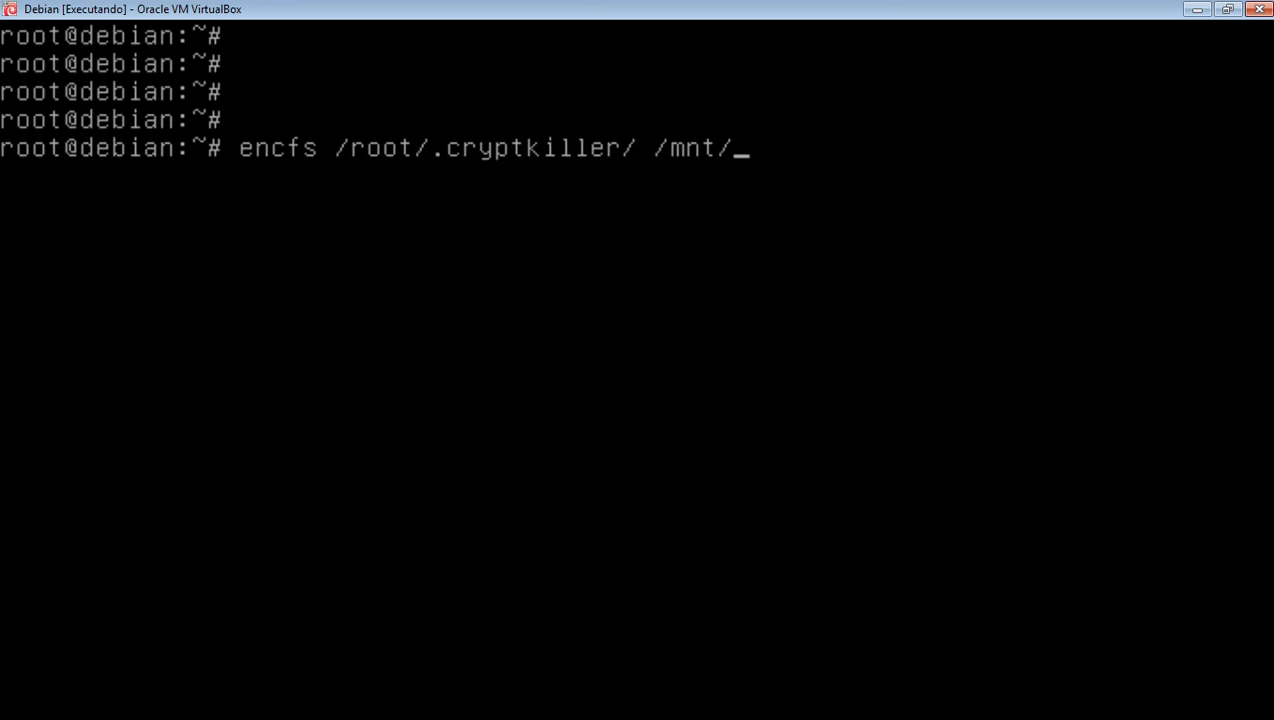 Debian [Executando] - Oracle VM VirtualBox
root@debian:~#
root@debian:~#
root@debian:~#
root@debian:~#
root@debian:~# encfs /root/.cryptkiller/ /mnt/_